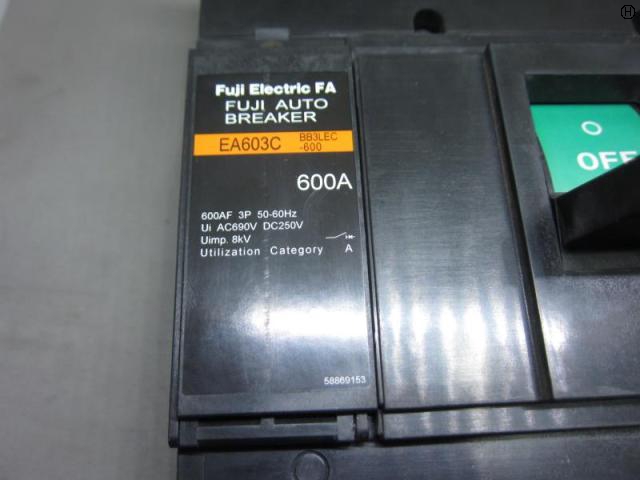 Fuji Electric FA
FUJI AUTO
BREAKER
EA603C BB3LEC
-600
600A
600AF 3P 50-60Hz
Ui AC690V DC250V
Uimp. 8kV
Utilization Category A
58869153
OFF
H